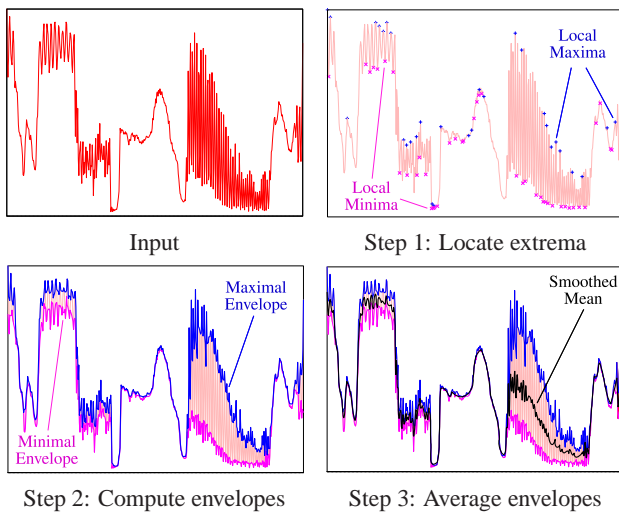 Local
Maxima
Local
Minima
Input
Step 1: Locate extrema
Maximal
Envelope
Minimal
Envelope
Smoothed
Mean
Step 2: Compute envelopes
Step 3: Average envelopes